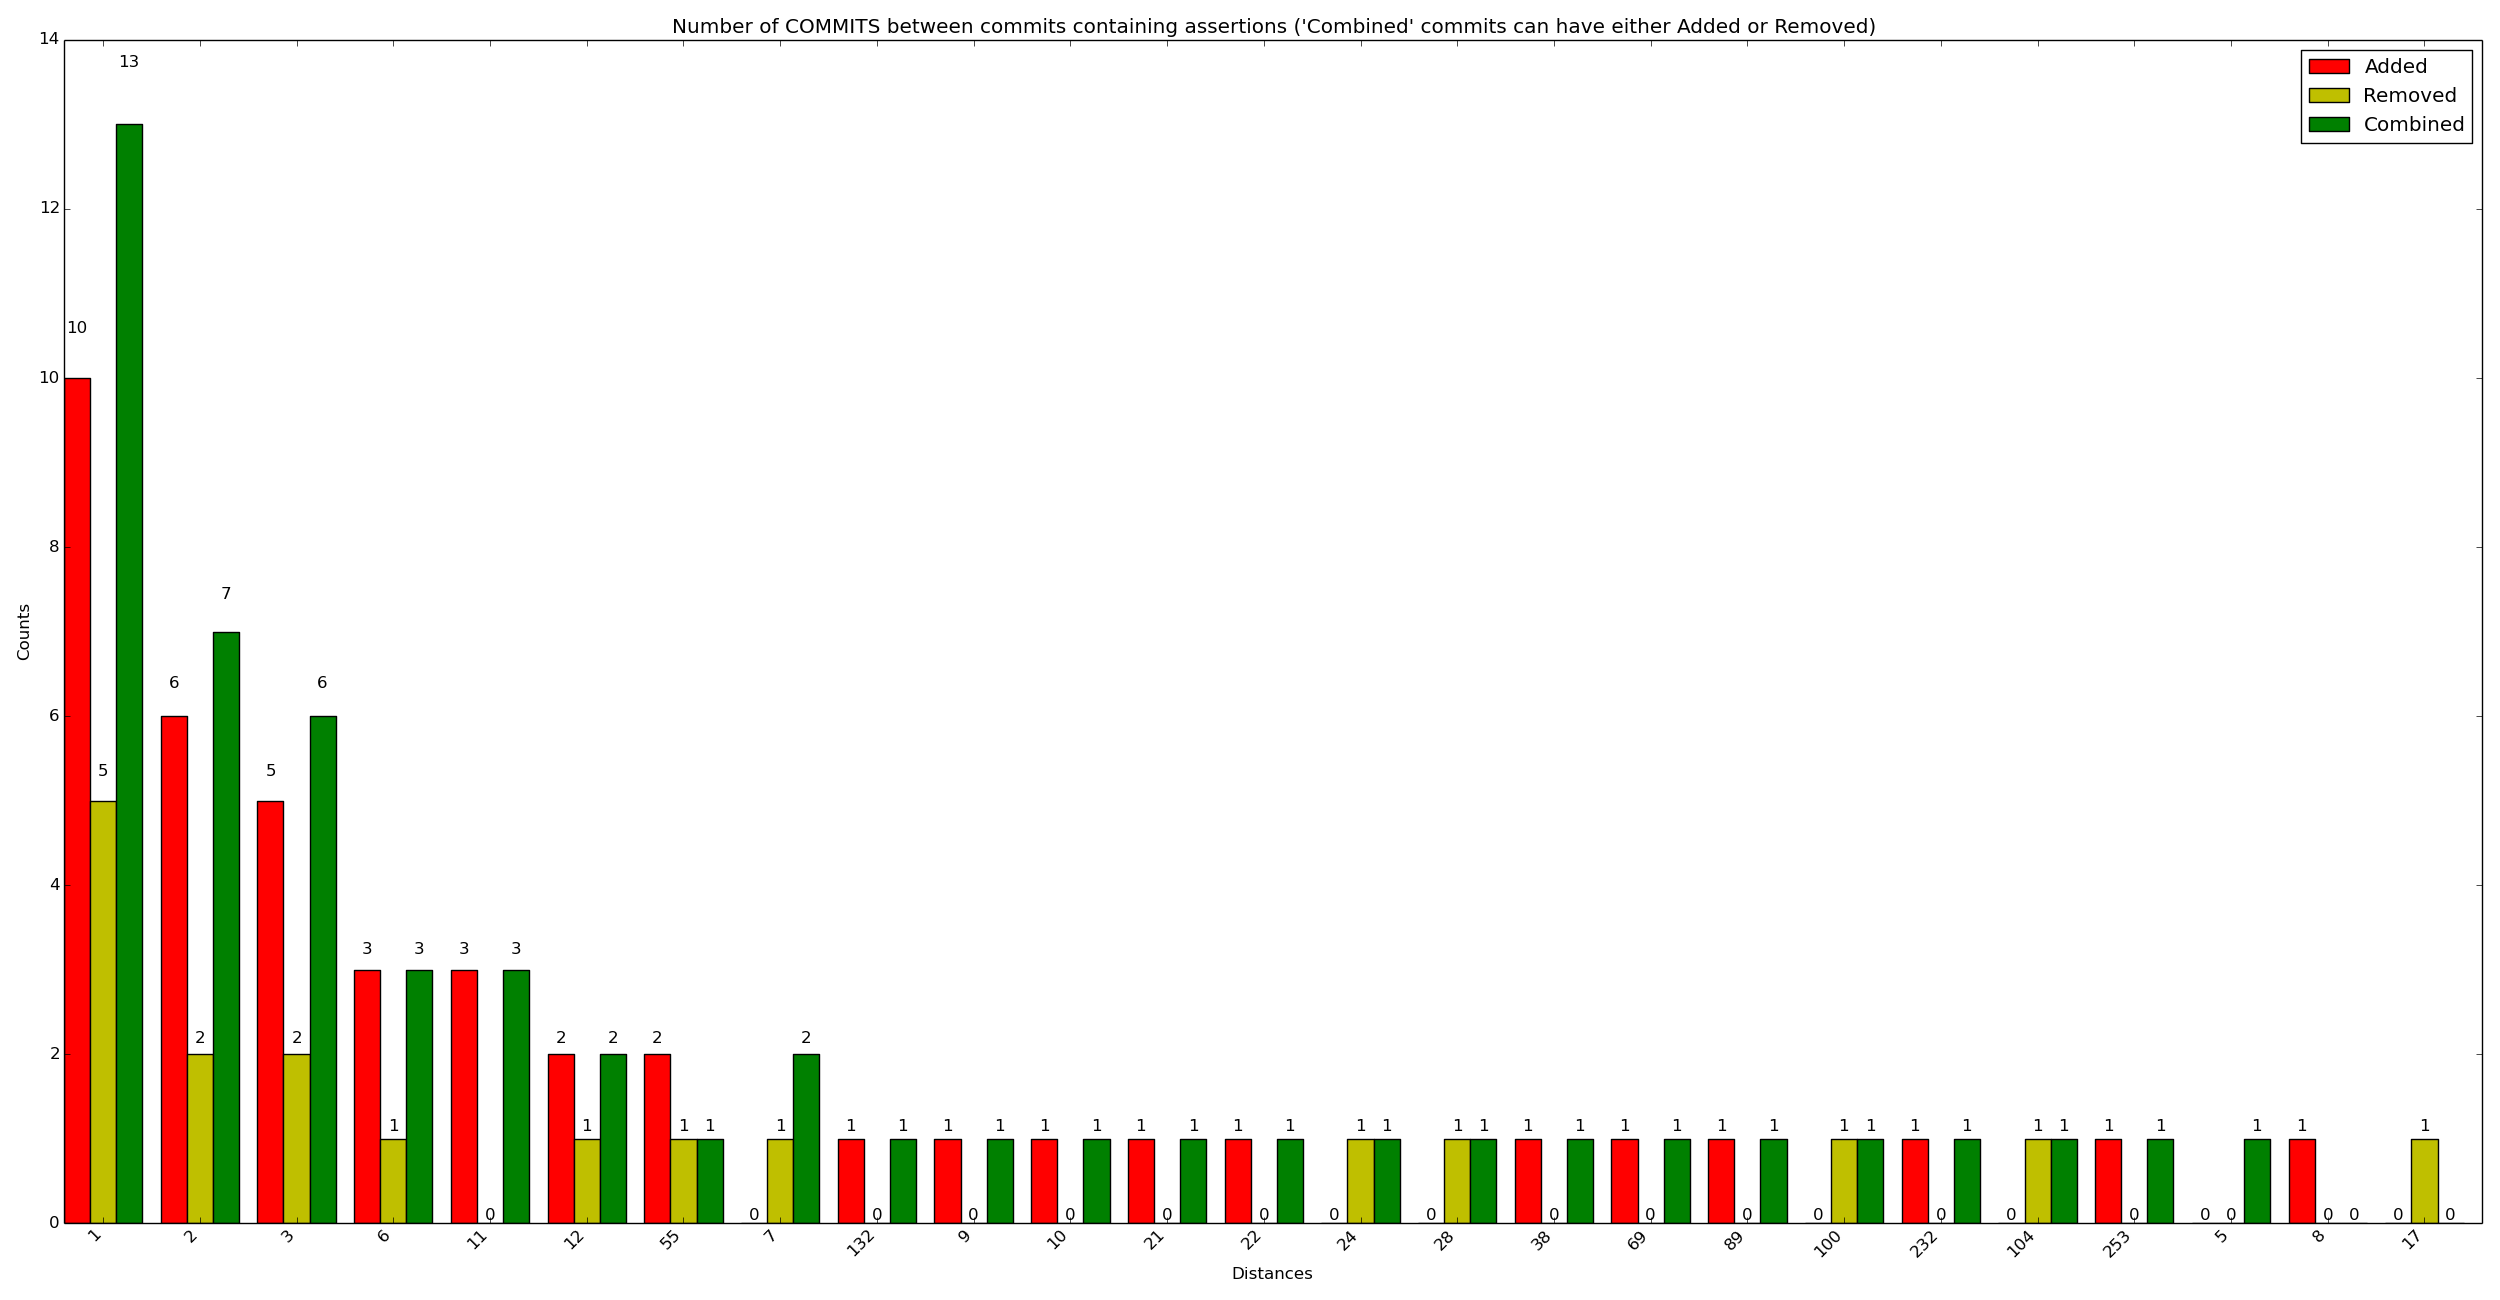 Number of COMMITS between commits containing assertions ('Combined' commits can have either Added or Removed)
Added
Removed
Combined
Counts
14
12
10
8
6
4
2
0
10 5 13
6 2 7
5 2 6
3 1 3
3 0 3
2 1 2
2 1 1
0 1 2
1 0 1
1 0 1
1 0 1
1 0 1
1 0 1
0 1 1
0 1 1
1 0 1
1 0 1
1 0 1
0 1 1
1 0 1
0 1 1
1 0 1
0 0 1
1 0 0
0 1 0
1 2 3 6 11 12 55 7 132 9 10 21 22 24 28 38 69 89 100 232 104 253 5 8 17
Distances